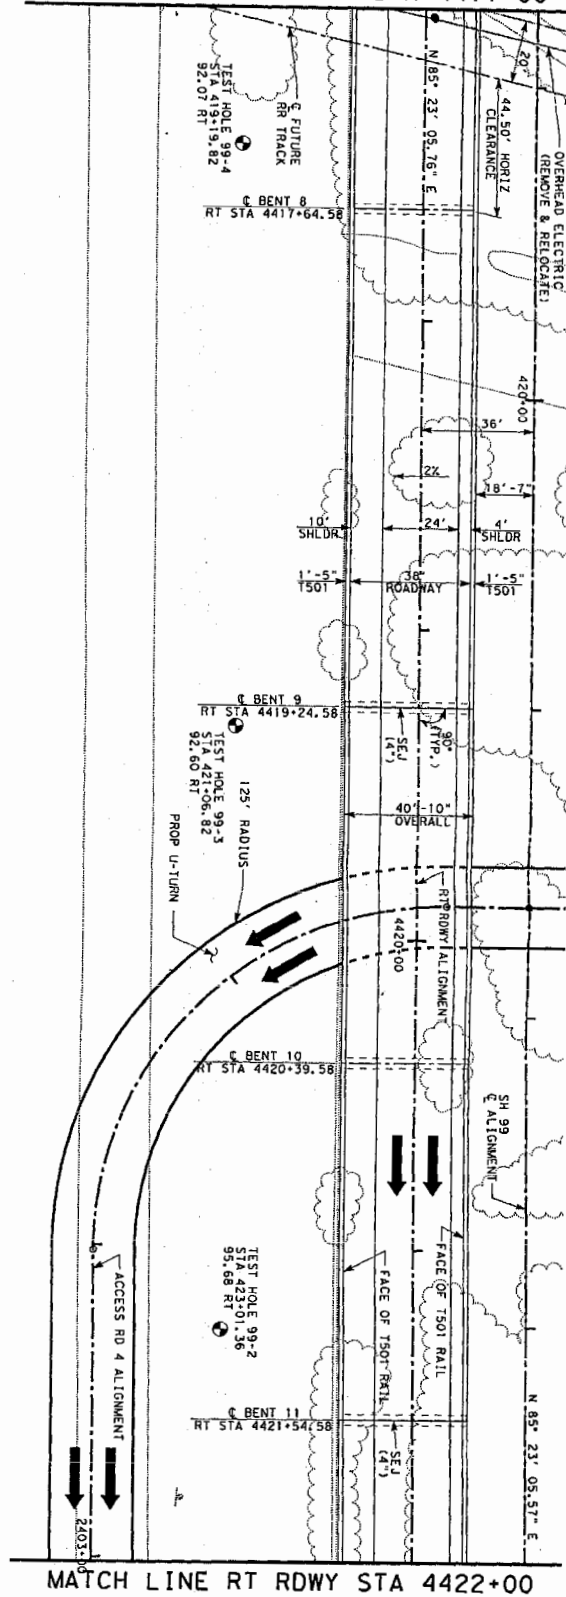 20'
44.50' HORIZ
CLEARANCE
OVERHEAD ELECTRIC
(REMOVE & RELOCATE)
N 85° 23' 05.76" E
℄ FUTURE
RR TRACK
TEST HOLE 99-4
STA 419+19.82
92.07 RT
℄ BENT 8
RT STA 4417+64.58
420+00
36'
2%
18'-7"
10'
SHLDR
24'
4'
SHLDR
1'-5"
T501
38'
ROADWAY
1'-5"
T501
℄ BENT 9
RT STA 4419+24.58
90°
(TYP.)
SEJ
(4")
TEST HOLE 99-3
STA 421+06.82
92.60 RT
40'-10"
OVERALL
125' RADIUS
PROP U-TURN
RT RDWY ALIGNMENT
4420+00
℄ BENT 10
RT STA 4420+39.58
SH 99
℄ ALIGNMENT
FACE OF T501 RAIL
FACE OF T501 RAIL
TEST HOLE 99-2
STA 423+01.36
95.68 RT
ACCESS RD 4 ALIGNMENT
℄ BENT 11
RT STA 4421+54.58
SEJ
(4")
N 85° 23' 05.57" E
2403+00
MATCH LINE RT RDWY STA 4422+00